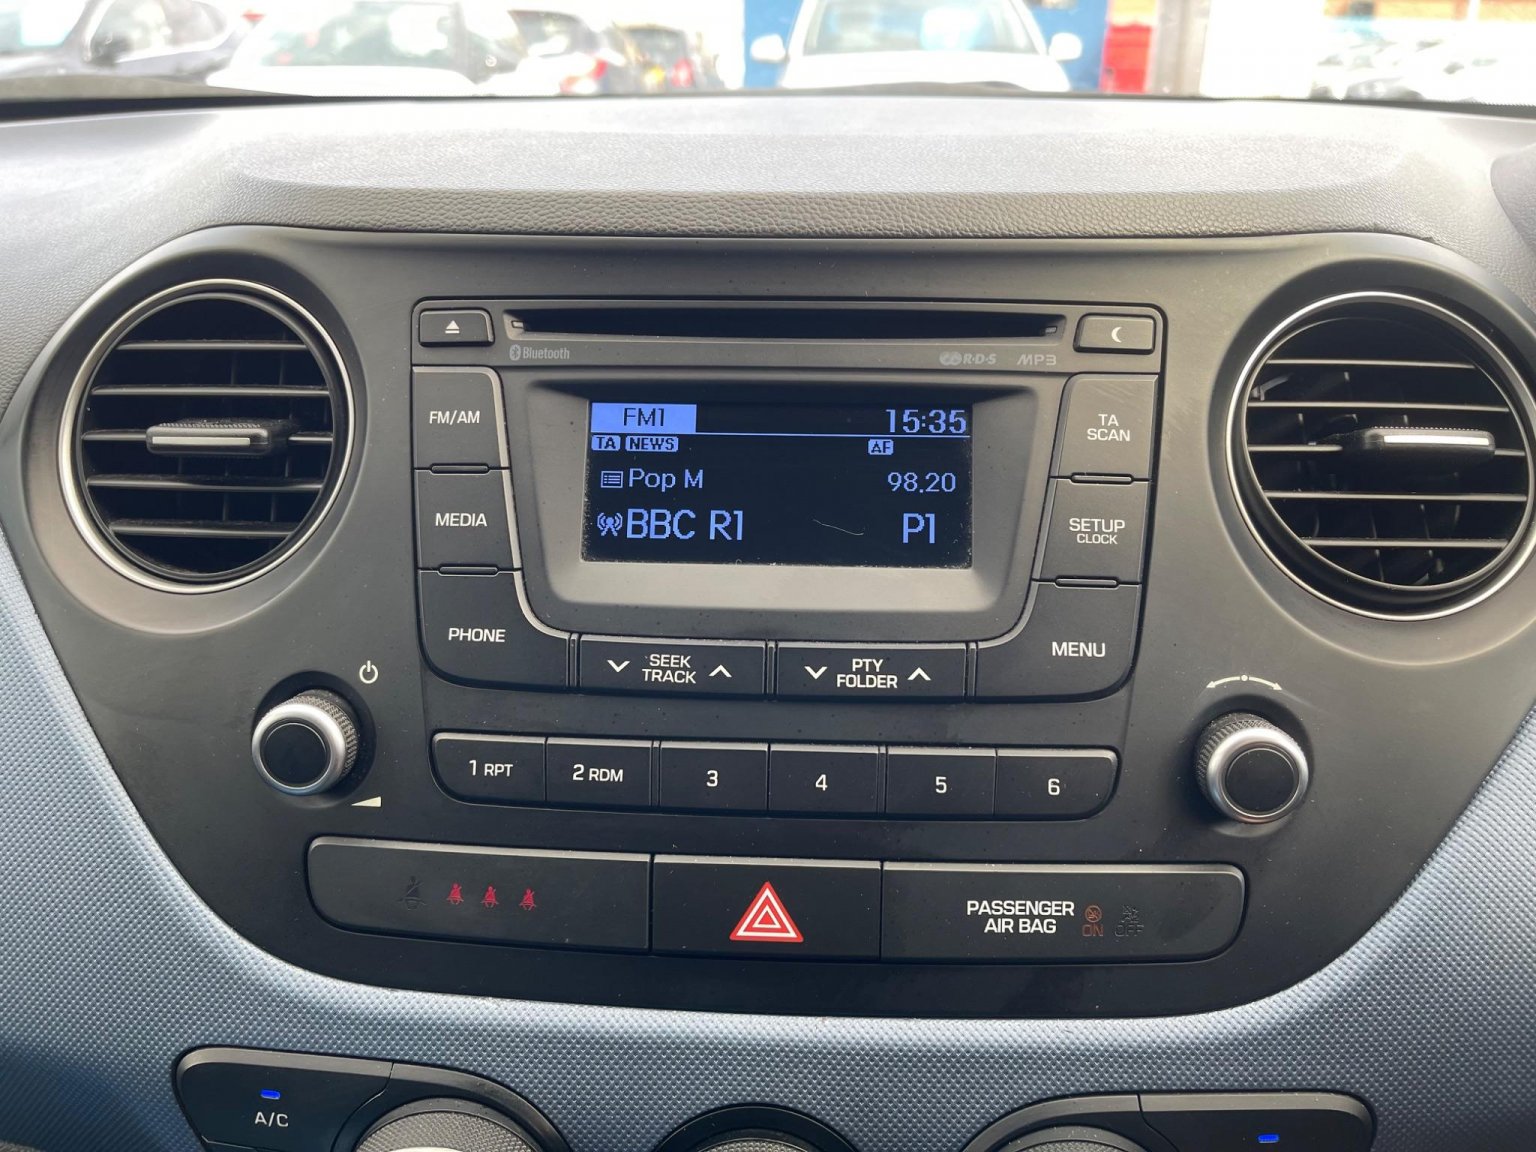 Bluetooth
R·D·S MP3
FM/AM
MEDIA
PHONE
FM1 15:35
TA NEWS AF
Pop M 98.20
BBC R1 P1
TA
SCAN
SETUP
CLOCK
MENU
SEEK
TRACK
PTY
FOLDER
1 RPT
2 RDM
3
4
5
6
PASSENGER
AIR BAG
ON
OFF
A/C